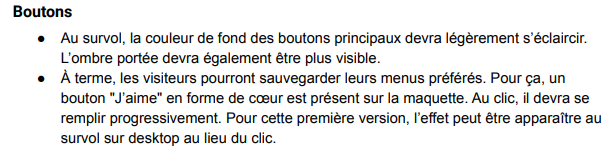 Boutons
● Au survol, la couleur de fond des boutons principaux devra légèrement s’éclaircir.
L’ombre portée devra également être plus visible.
● À terme, les visiteurs pourront sauvegarder leurs menus préférés. Pour ça, un
bouton "J’aime" en forme de cœur est présent sur la maquette. Au clic, il devra se
remplir progressivement. Pour cette première version, l’effet peut être apparaître au
survol sur desktop au lieu du clic.